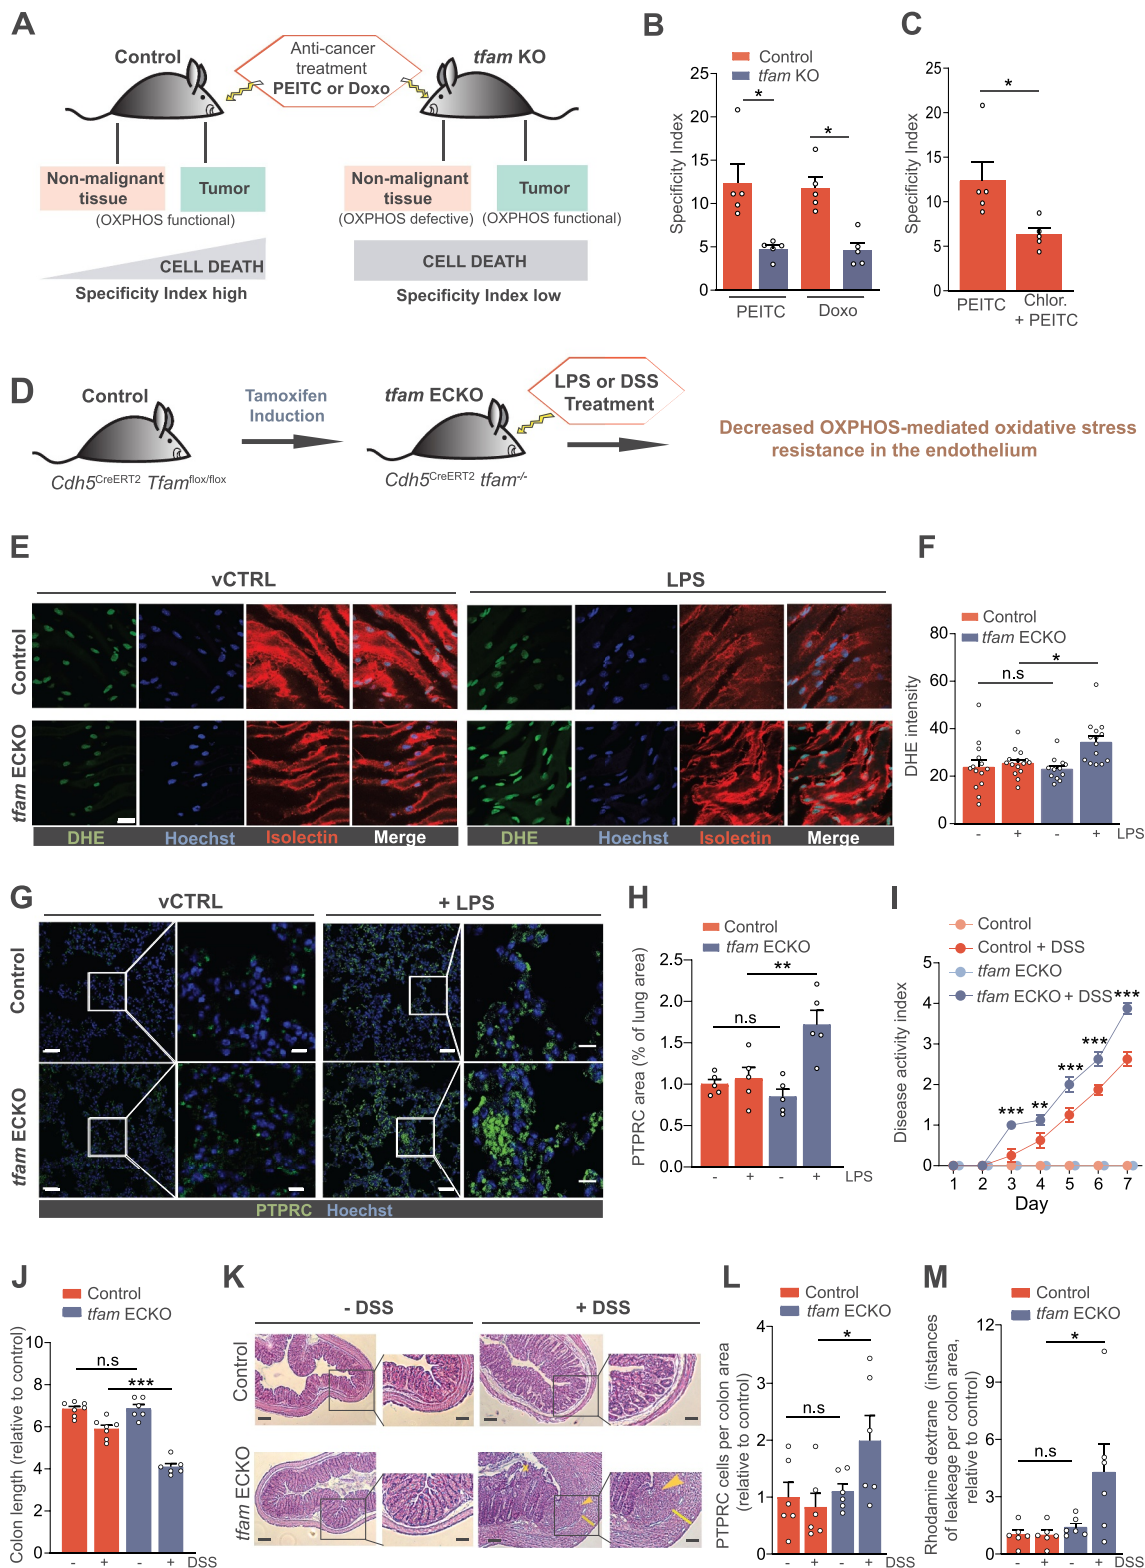 A
Control
Anti-cancer
treatment
PEITC or Doxo
tfam KO
Non-malignant
tissue
Tumor
(OXPHOS functional)
Non-malignant
tissue
Tumor
(OXPHOS defective)
(OXPHOS functional)
CELL DEATH
CELL DEATH
Specificity Index high
Specificity Index low
B
Control
tfam KO
Specificity Index
25
20
15
10
5
0
*
*
PEITC
Doxo
C
Specificity Index
25
20
15
10
5
0
*
PEITC
Chlor.
+ PEITC
D
Control
Cdh5CreERT2 Tfamflox/flox
Tamoxifen
Induction
tfam ECKO
Cdh5CreERT2 tfam-/-
LPS or DSS
Treatment
Decreased OXPHOS-mediated oxidative stress
resistance in the endothelium
E
vCTRL
LPS
Control
tfam ECKO
DHE
Hoechst
Isolectin
Merge
DHE
Hoechst
Isolectin
Merge
F
Control
tfam ECKO
DHE intensity
80
60
40
20
0
n.s
*
- + - + LPS
G
vCTRL
+ LPS
Control
tfam ECKO
PTPRC Hoechst
H
Control
tfam ECKO
PTPRC area (% of lung area)
2.5
2.0
1.5
1.0
0.5
0.0
n.s
**
- + - + LPS
I
Control
Control + DSS
tfam ECKO
tfam ECKO + DSS
Disease activity index
5
4
3
2
1
0
***
**
***
***
***
1 2 3 4 5 6 7
Day
J
Control
tfam ECKO
Colon length (relative to control)
10
8
6
4
2
0
n.s
***
- + - + DSS
K
- DSS
+ DSS
Control
tfam ECKO
L
Control
tfam ECKO
PTPRC cells per colon area
(relative to control)
4
3
2
1
0
n.s
*
- + - + DSS
M
Control
tfam ECKO
Rhodamine dextrane (instances
of leakeage per colon area,
relative to control)
12
9
6
3
0
n.s
*
- + - + DSS